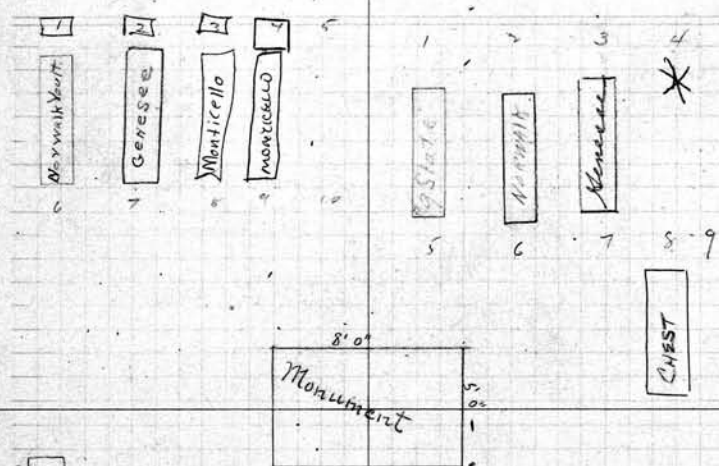 1 2 3 4 5
Norwalk Vault
Genesee
Monticello
MONTICELLO
6 7 8 9 10
1 2 3 4
State
NORWALK
Genesee
5 6 7 8 9
CHEST
8'0"
Monument
5'0"